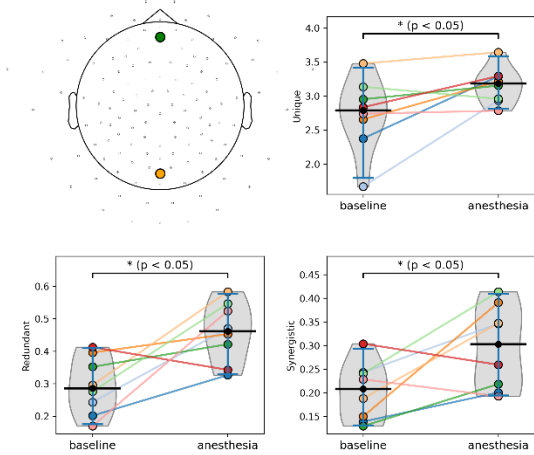 * (p < 0.05)
Unique
3.5
3.0
2.5
2.0
baseline
anesthesia
* (p < 0.05)
Redundant
0.6
0.5
0.4
0.3
0.2
baseline
anesthesia
* (p < 0.05)
Synergistic
0.45
0.40
0.35
0.30
0.25
0.20
0.15
baseline
anesthesia